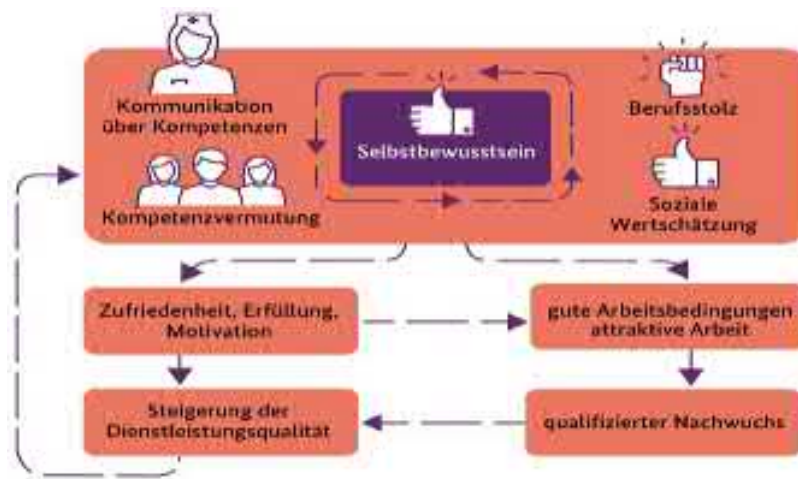 Kommunikation
über Kompetenzen
Kompetenzvermutung
Selbstbewusstsein
Berufsstolz
Soziale
Wertschätzung
Zufriedenheit, Erfüllung,
Motivation
gute Arbeitsbedingungen
attraktive Arbeit
Steigerung der
Dienstleistungsqualität
qualifizierter Nachwuchs